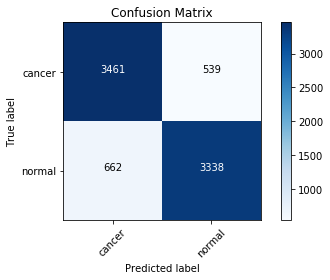 Confusion Matrix
cancer
3461
539
normal
662
3338
True label
cancer
normal
Predicted label
3000
2500
2000
1500
1000